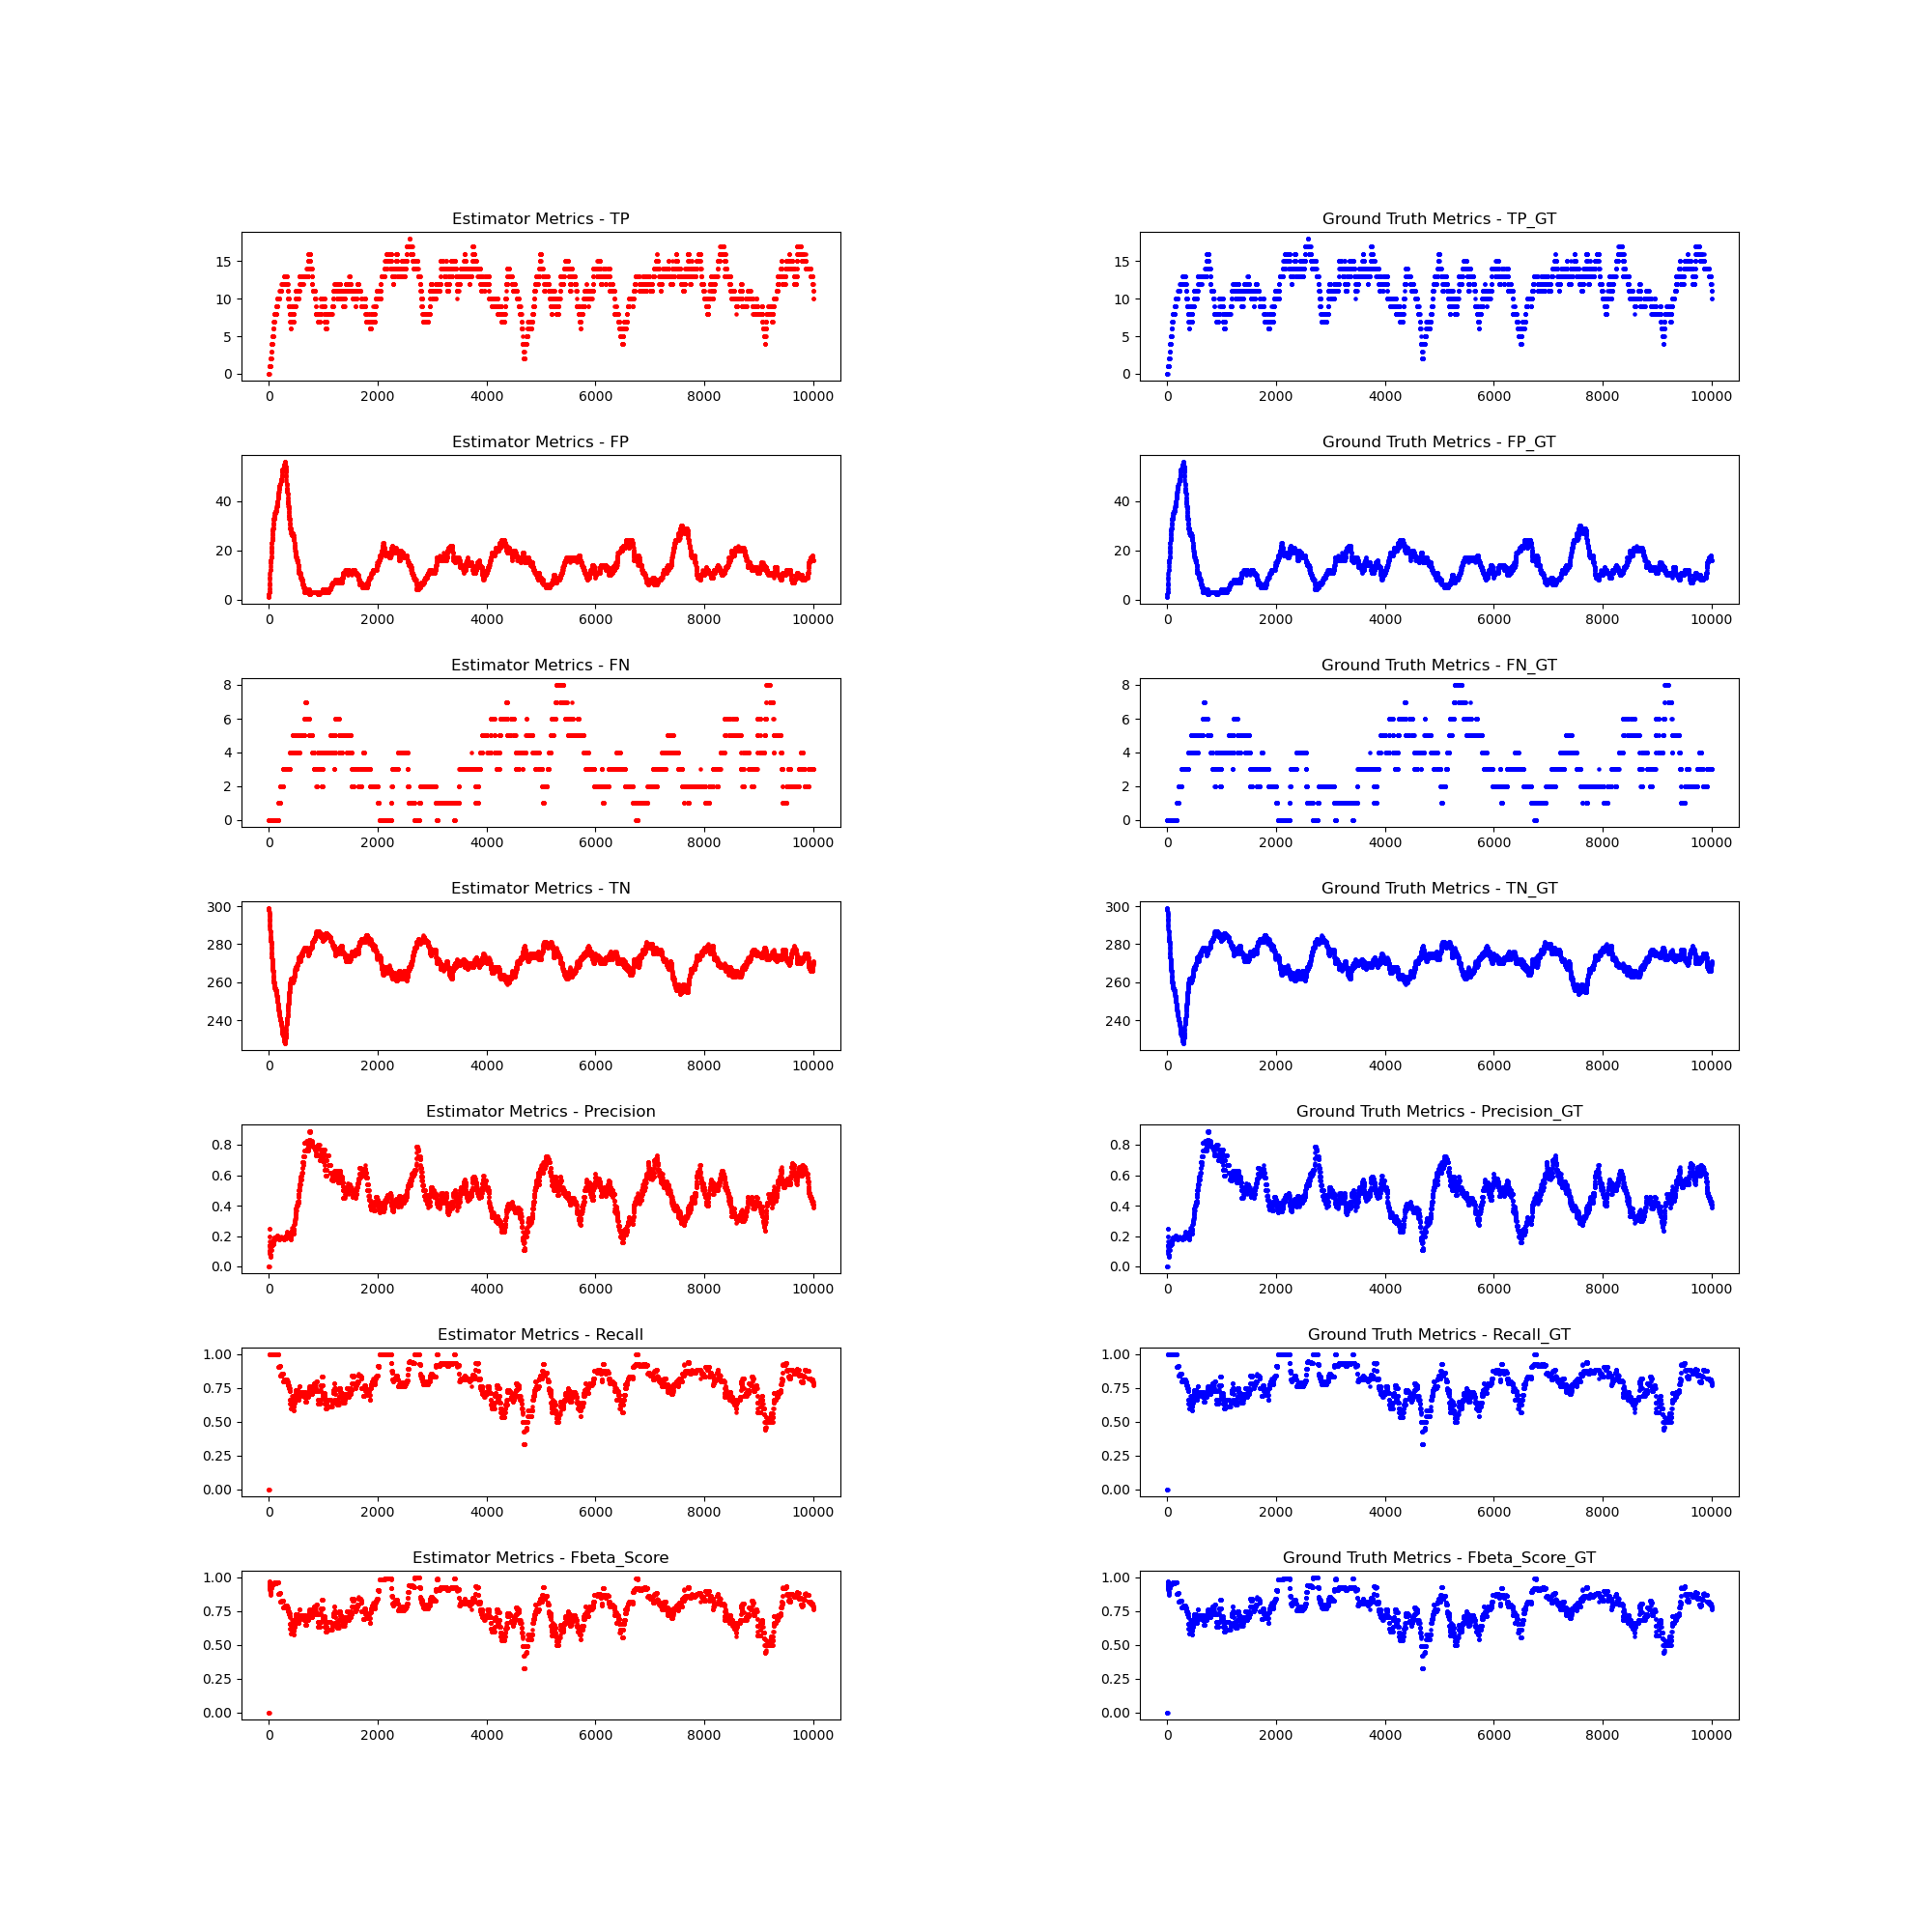 Estimator Metrics - TP
Ground Truth Metrics - TP_GT
15
10
5
0
0 2000 4000 6000 8000 10000
15
10
5
0
0 2000 4000 6000 8000 10000
Estimator Metrics - FP
Ground Truth Metrics - FP_GT
40
20
0
0 2000 4000 6000 8000 10000
40
20
0
0 2000 4000 6000 8000 10000
Estimator Metrics - FN
Ground Truth Metrics - FN_GT
8
6
4
2
0
0 2000 4000 6000 8000 10000
8
6
4
2
0
0 2000 4000 6000 8000 10000
Estimator Metrics - TN
Ground Truth Metrics - TN_GT
300
280
260
240
0 2000 4000 6000 8000 10000
300
280
260
240
0 2000 4000 6000 8000 10000
Estimator Metrics - Precision
Ground Truth Metrics - Precision_GT
0.8
0.6
0.4
0.2
0.0
0 2000 4000 6000 8000 10000
0.8
0.6
0.4
0.2
0.0
0 2000 4000 6000 8000 10000
Estimator Metrics - Recall
Ground Truth Metrics - Recall_GT
1.00
0.75
0.50
0.25
0.00
0 2000 4000 6000 8000 10000
1.00
0.75
0.50
0.25
0.00
0 2000 4000 6000 8000 10000
Estimator Metrics - Fbeta_Score
Ground Truth Metrics - Fbeta_Score_GT
1.00
0.75
0.50
0.25
0.00
0 2000 4000 6000 8000 10000
1.00
0.75
0.50
0.25
0.00
0 2000 4000 6000 8000 10000